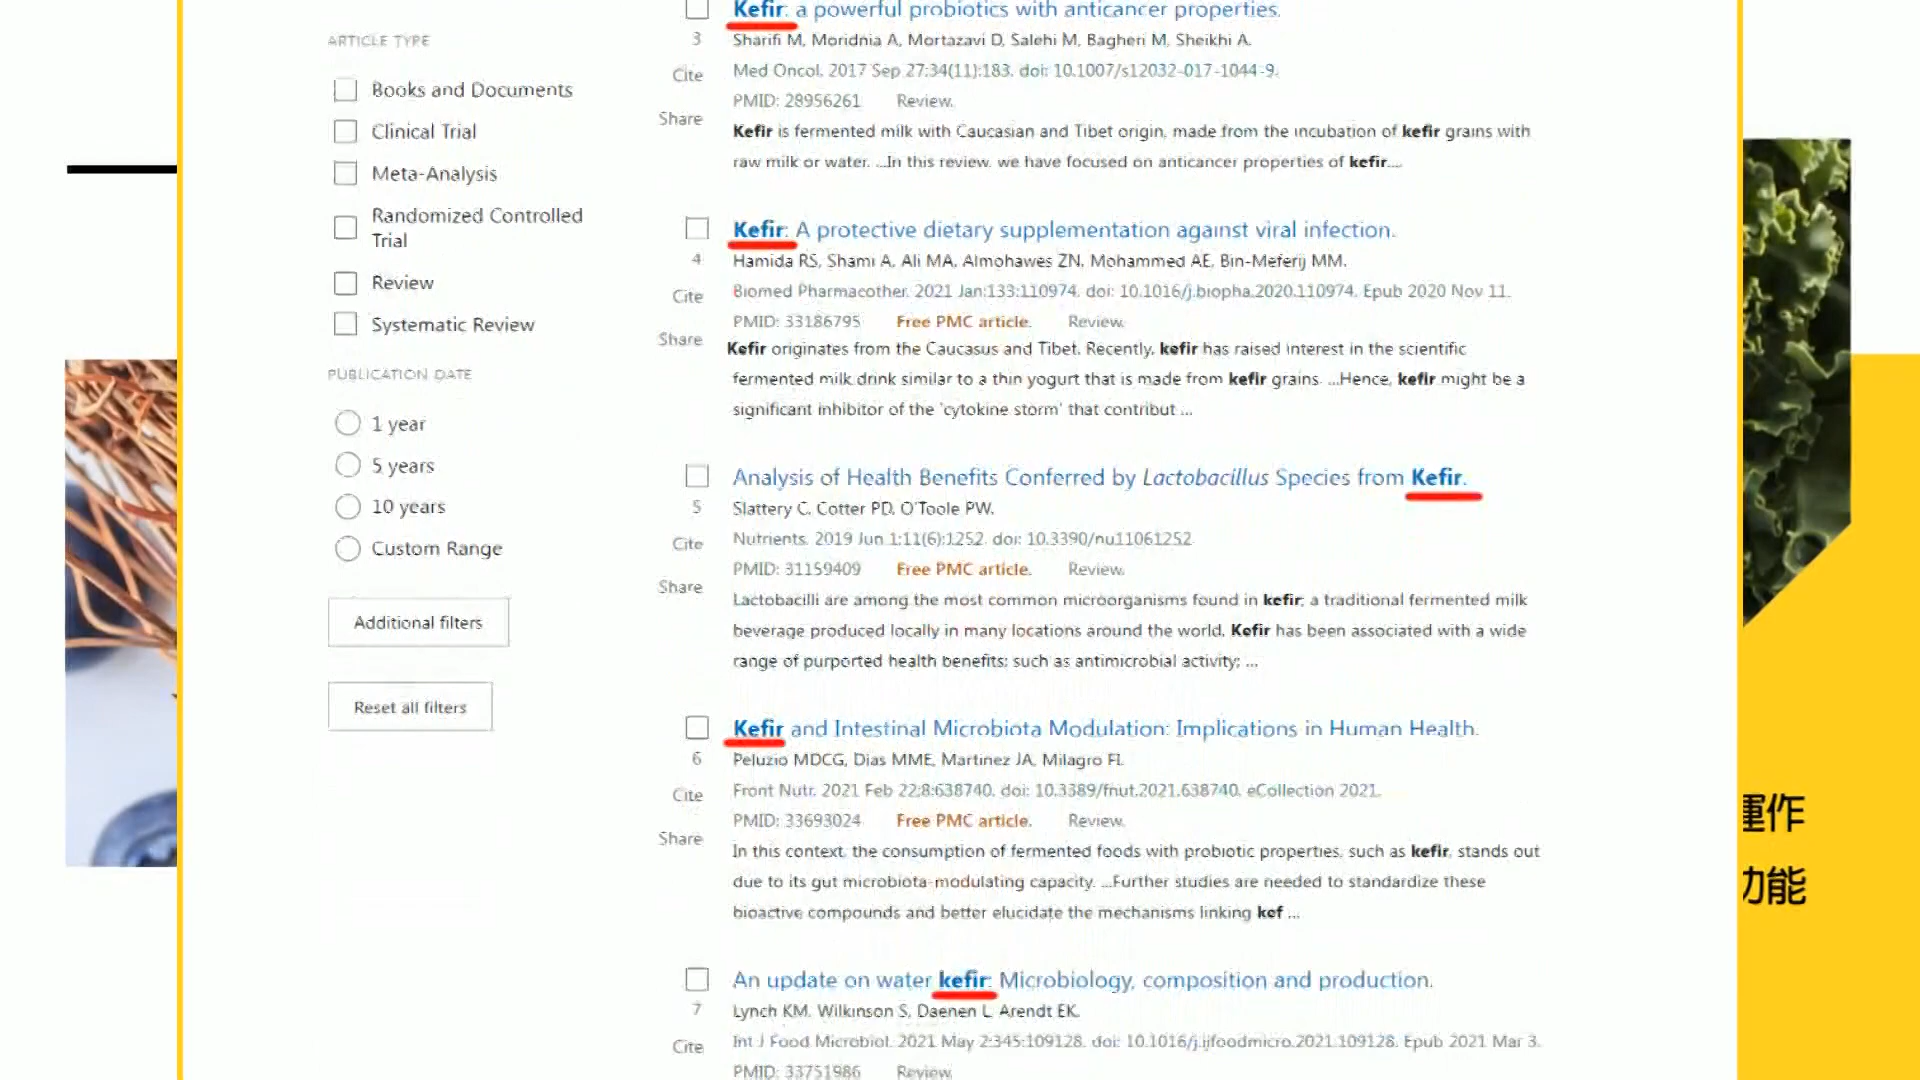 ARTICLE TYPE
Books and Documents
Clinical Trial
Meta-Analysis
Randomized Controlled
Trial
Review
Systematic Review
PUBLICATION DATE
1 year
5 years
10 years
Custom Range
Additional filters
Reset all filters
Kefir: a powerful probiotics with anticancer properties.
3
Sharifi M, Moridnia A, Mortazavi D, Salehi M, Bagheri M, Sheikhi A.
Cite
Med Oncol. 2017 Sep 27;34(11):183. doi: 10.1007/s12032-017-1044-9.
PMID: 28956261 Review.
Share
Kefir is fermented milk with Caucasian and Tibet origin, made from the incubation of kefir grains with
raw milk or water. ...In this review, we have focused on anticancer properties of kefir....
Kefir: A protective dietary supplementation against viral infection.
4
Hamida RS, Shami A, Ali MA, Almohawes ZN, Mohammed AE, Bin-Meferij MM.
Cite
Biomed Pharmacother. 2021 Jan;133:110974. doi: 10.1016/j.biopha.2020.110974. Epub 2020 Nov 11.
PMID: 33186795 Free PMC article. Review.
Share
Kefir originates from the Caucasus and Tibet. Recently, kefir has raised interest in the scientific
fermented milk drink similar to a thin yogurt that is made from kefir grains. ...Hence, kefir might be a
significant inhibitor of the 'cytokine storm' that contribut ...
Analysis of Health Benefits Conferred by Lactobacillus Species from Kefir.
5
Slattery C, Cotter PD, O'Toole PW.
Cite
Nutrients. 2019 Jun 1;11(6):1252. doi: 10.3390/nu11061252.
PMID: 31159409 Free PMC article. Review.
Share
Lactobacilli are among the most common microorganisms found in kefir; a traditional fermented milk
beverage produced locally in many locations around the world. Kefir has been associated with a wide
range of purported health benefits; such as antimicrobial activity; ...
Kefir and Intestinal Microbiota Modulation: Implications in Human Health.
6
Peluzio MDCG, Dias MME, Martinez JA, Milagro FI.
Cite
Front Nutr. 2021 Feb 22;8:638740. doi: 10.3389/fnut.2021.638740. eCollection 2021.
PMID: 33693024 Free PMC article. Review.
Share
In this context, the consumption of fermented foods with probiotic properties, such as kefir, stands out
due to its gut microbiota-modulating capacity. ...Further studies are needed to standardize these
bioactive compounds and better elucidate the mechanisms linking kef ...
An update on water kefir: Microbiology, composition and production.
7
Lynch KM, Wilkinson S, Daenen L, Arendt EK.
Cite
Int J Food Microbiol. 2021 May 2;345:109128. doi: 10.1016/j.ijfoodmicro.2021.109128. Epub 2021 Mar 3.
PMID: 33751986 Review.
運作
功能